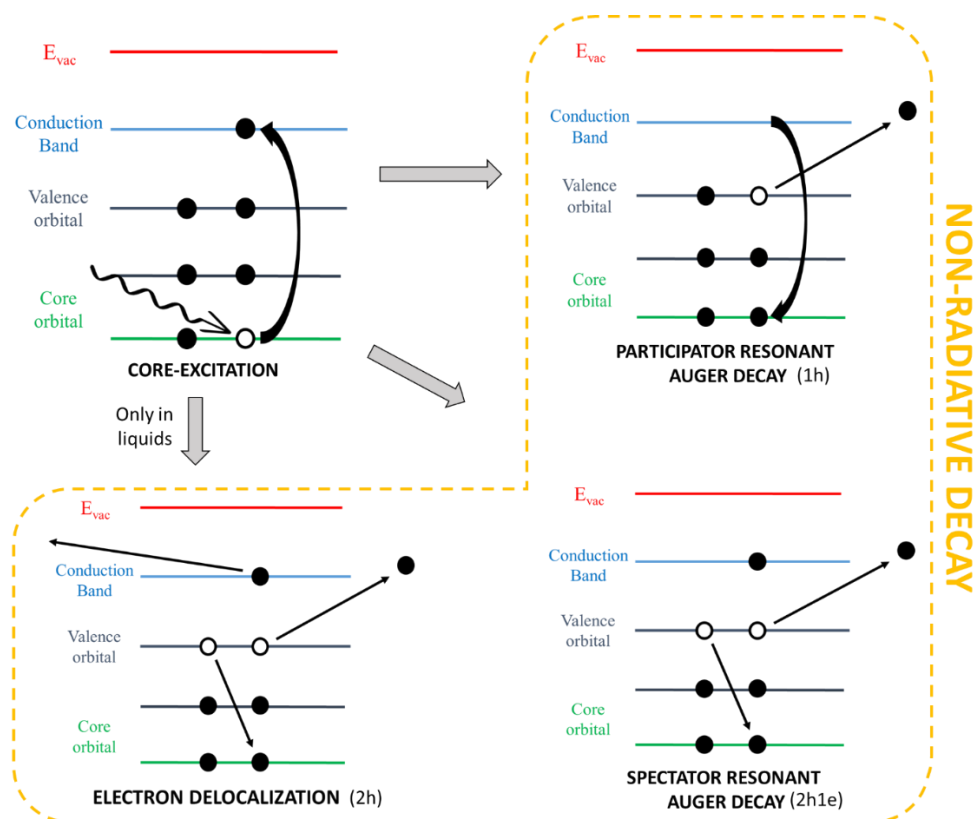 E_vac
Conduction
Band
Valence
orbital
Core
orbital
CORE-EXCITATION
Only in
liquids
E_vac
Conduction
Band
Valence
orbital
Core
orbital
PARTICIPATOR RESONANT
AUGER DECAY (1h)
NON-RADIATIVE DECAY
E_vac
Conduction
Band
Valence
orbital
Core
orbital
ELECTRON DELOCALIZATION (2h)
E_vac
Conduction
Band
Valence
orbital
Core
orbital
SPECTATOR RESONANT
AUGER DECAY (2h1e)